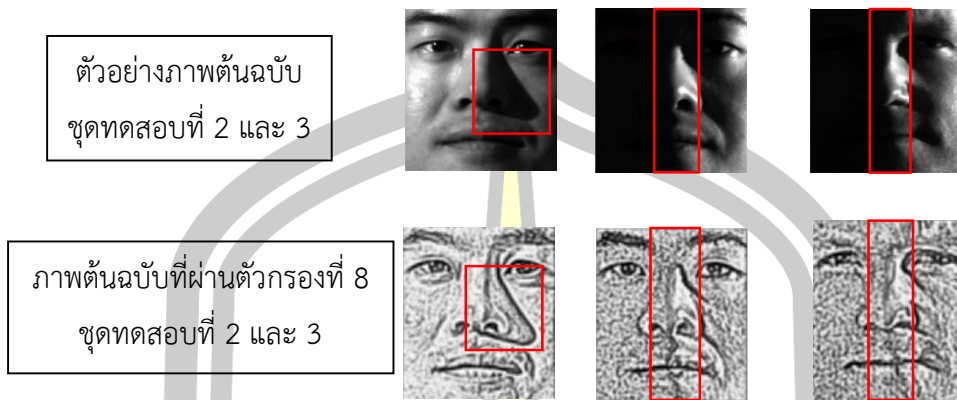 ตัวอย่างภาพต้นฉบับ
ชุดทดสอบที่ 2 และ 3
ภาพต้นฉบับที่ผ่านตัวกรองที่ 8
ชุดทดสอบที่ 2 และ 3